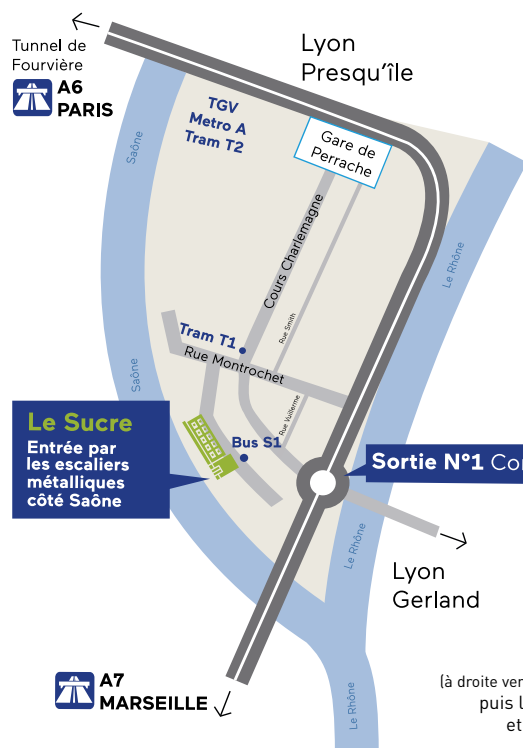 Tunnel de
Fourvière
A6
PARIS
Lyon
Presqu'île
TGV
Metro A
Tram T2
Gare de
Perrache
Saône
Le Rhône
Cours Charlemagne
Rue Smith
Tram T1
Rue Montrochet
Saône
Rue Vuillerme
Le Sucre
Entrée par
les escaliers
métalliques
côté Saône
Bus S1
Sortie N°1
Le Rhône
Lyon
Gerland
A7
MARSEILLE
Le Rhône
(à droite
puis
et